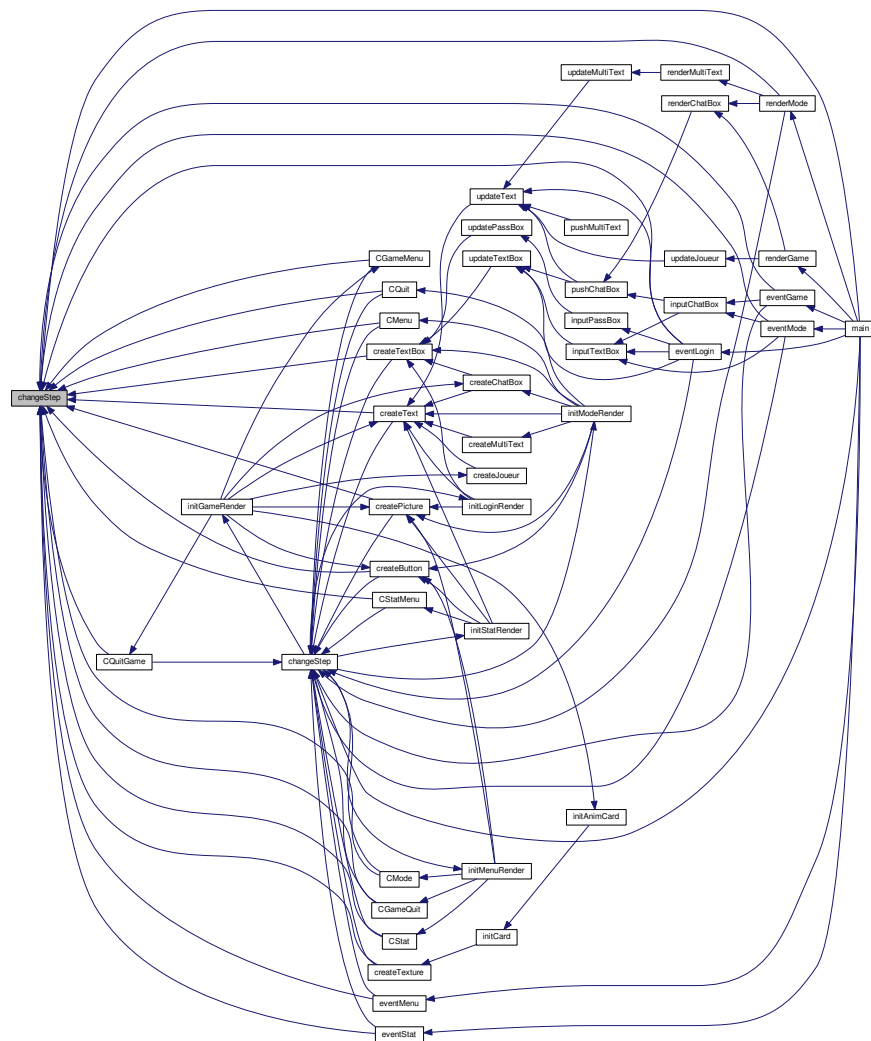 updateMultiText
renderMultiText
renderChatBox
renderMode
updateText
updatePassBox
pushMultiText
CGameMenu
updateTextBox
updateJoueur
renderGame
CQuit
pushChatBox
inputChatBox
eventGame
CMenu
inputPassBox
eventMode
main
createTextBox
inputTextBox
eventLogin
changeStep
createChatBox
createText
initModeRender
createMultiText
createJoueur
initGameRender
createPicture
initLoginRender
createButton
CStatMenu
initStatRender
CQuitGame
changeStep
initAnimCard
CMode
initMenuRender
CGameQuit
CStat
initCard
createTexture
eventMenu
eventStat